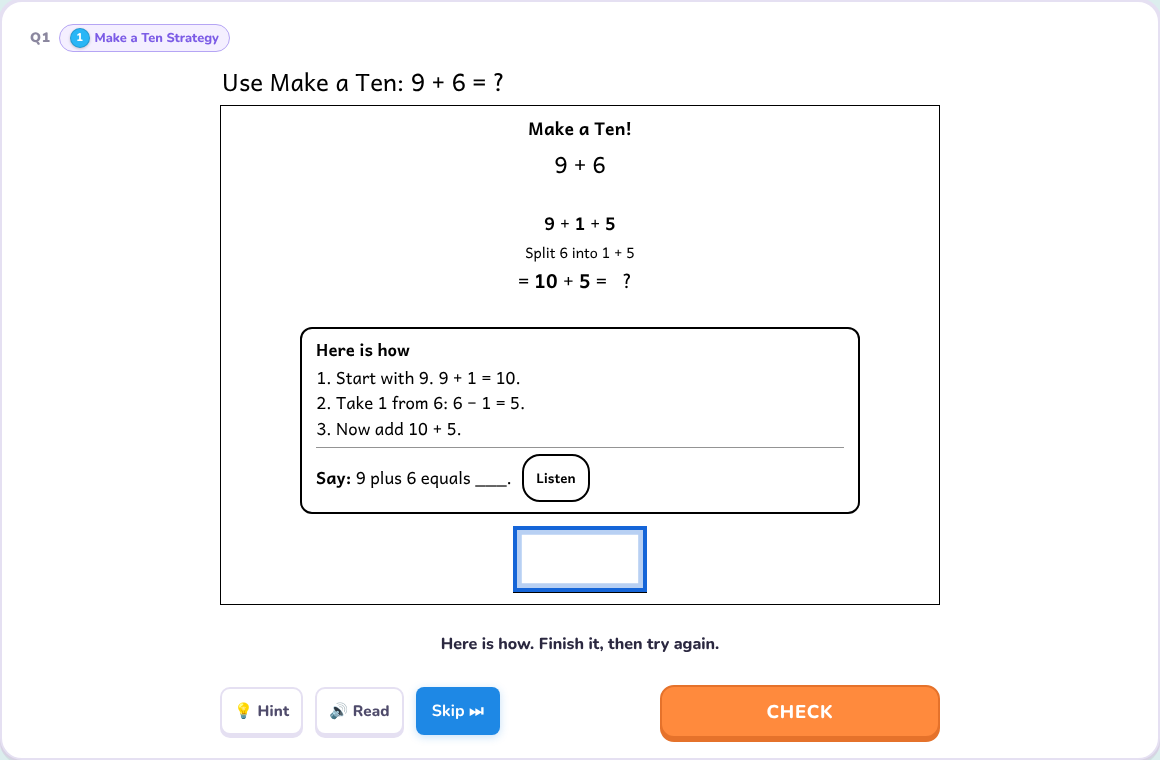 Q1 1 Make a Ten Strategy
Use Make a Ten: 9 + 6 = ?
Make a Ten!
9 + 6
9 + 1 + 5
Split 6 into 1 + 5
= 10 + 5 = ?
Here is how
1. Start with 9. 9 + 1 = 10.
2. Take 1 from 6: 6 − 1 = 5.
3. Now add 10 + 5.
Say: 9 plus 6 equals ___. Listen
Here is how. Finish it, then try again.
💡 Hint 🔊 Read Skip ⏭ CHECK